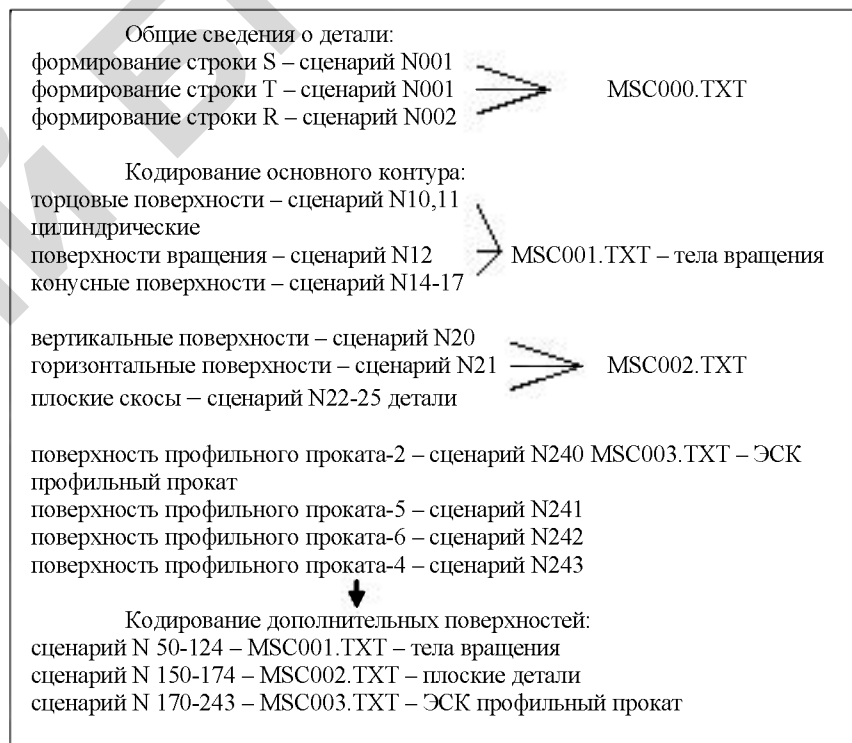 Общие сведения о детали:
формирование строки S – сценарий N001
формирование строки T – сценарий N001
формирование строки R – сценарий N002
MSC000.TXT
Кодирование основного контура:
торцовые поверхности – сценарий N10,11
цилиндрические
поверхности вращения – сценарий N12
конусные поверхности – сценарий N14-17
MSC001.TXT – тела вращения
вертикальные поверхности – сценарий N20
горизонтальные поверхности – сценарий N21
плоские скосы – сценарий N22-25 детали
MSC002.TXT
поверхность профильного проката-2 – сценарий N240 MSC003.TXT – ЭСК
профильный прокат
поверхность профильного проката-5 – сценарий N241
поверхность профильного проката-6 – сценарий N242
поверхность профильного проката-4 – сценарий N243
Кодирование дополнительных поверхностей:
сценарий N 50-124 – MSC001.TXT – тела вращения
сценарий N 150-174 – MSC002.TXT – плоские детали
сценарий N 170-243 – MSC003.TXT – ЭСК профильный прокат